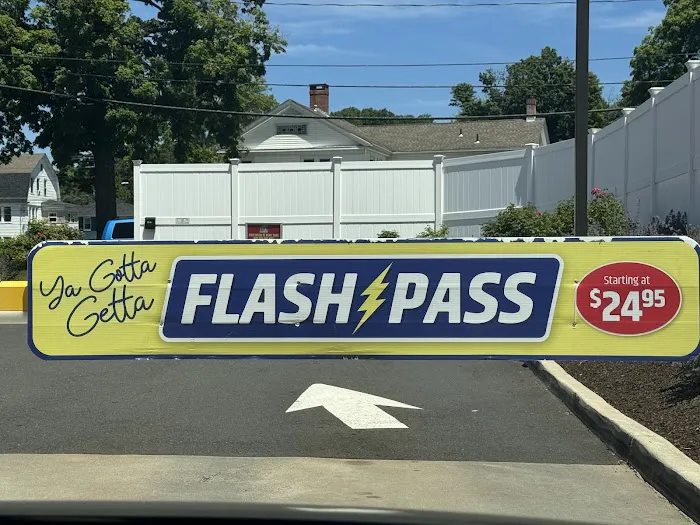 Ya Gotta
Getta
FLASH PASS
Starting at
$24.95